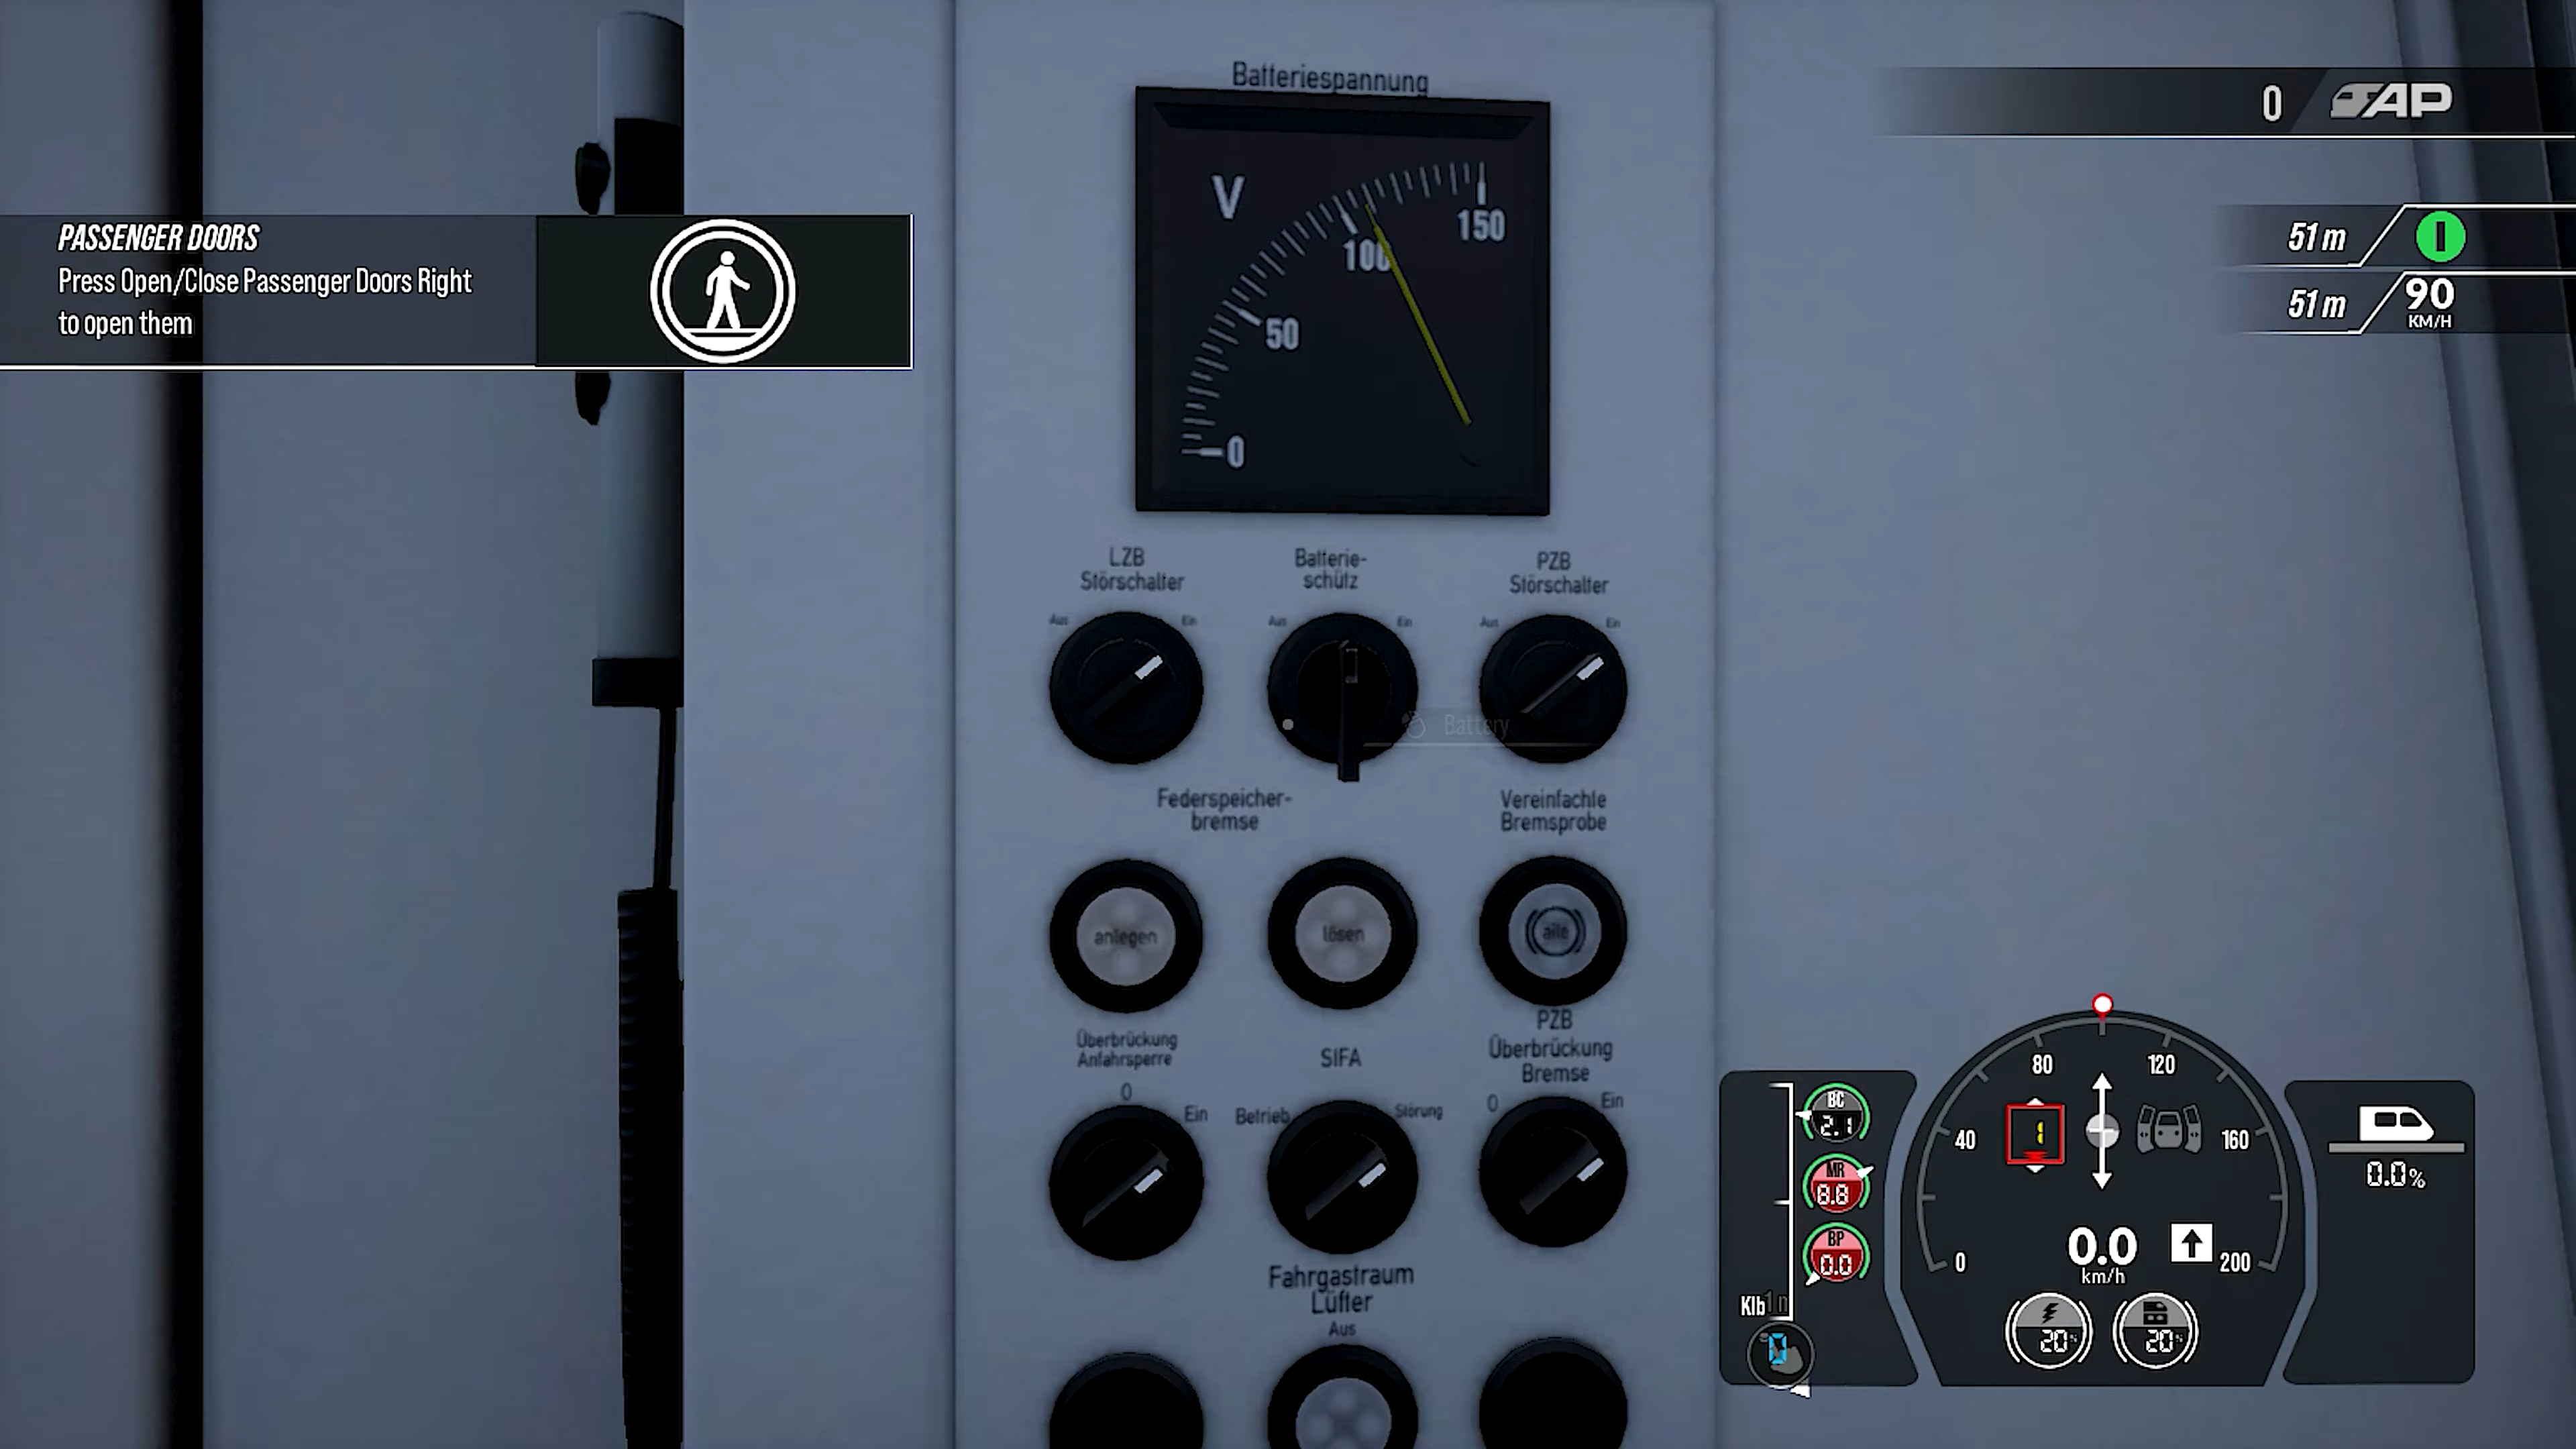 Batteriespannung
V
150
100
50
0
0 AP
PASSENGER DOORS
Press Open/Close Passenger Doors Right
to open them
51 m
51 m 90
KM/H
LZB
Störschalter
Aus Ein
Batterie-
schütz
Aus Ein
PZB
Störschalter
Aus Ein
Battery
Federspeicher-
bremse
Vereinfachte
Bremsprobe
anlegen
lösen
alle
Überbrückung
Anfahrsperre
0 Ein
SIFA
Betrieb Störung
PZB
Überbrückung
Bremse
0 Ein
Fahrgastraum
Lüfter
Aus
BC
2.1
MR
8.8
BP
0.0
Klb
0
80 120
40 1 160
0 200
0.0
km/h
20% 20%
0.0%